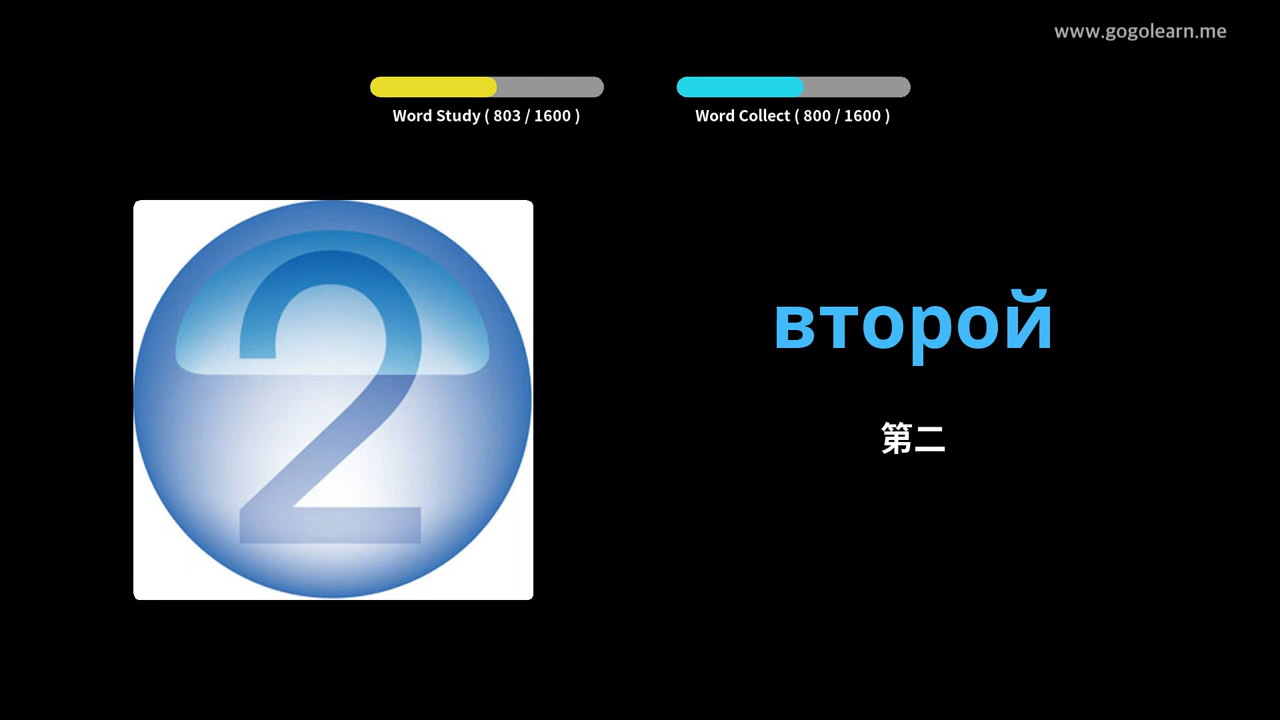 www.gogolearn.me
Word Study ( 803 / 1600 )
Word Collect ( 800 / 1600 )
2
второй
第二